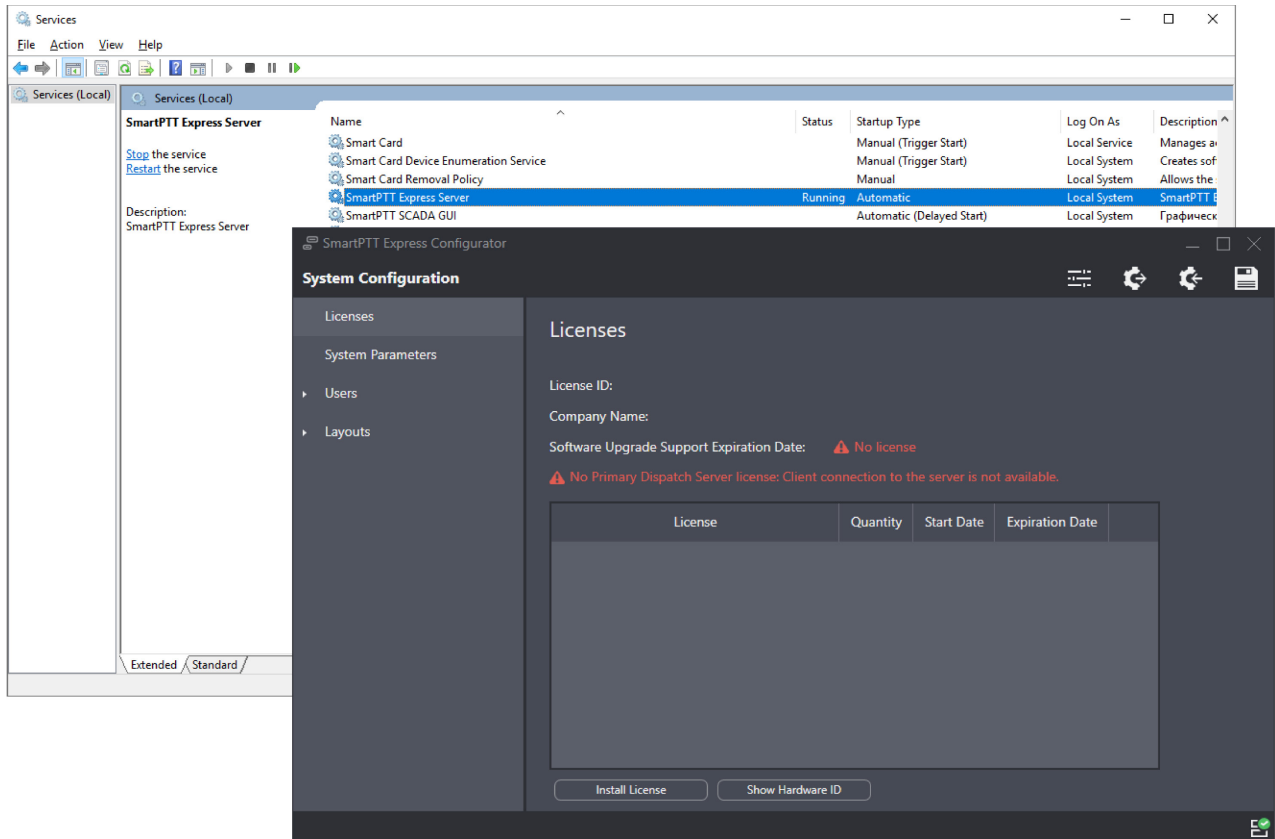 Services
File Action View Help
Services (Local)
Services (Local)
SmartPTT Express Server
Stop the service
Restart the service
Description:
SmartPTT Express Server
Name Status Startup Type Log On As Description
Smart Card Manual (Trigger Start) Local Service Manages
Smart Card Device Enumeration Service Manual (Trigger Start) Local System Creates sof
Smart Card Removal Policy Manual Local System Allows the
SmartPTT Express Server Running Automatic Local System SmartPTT E
SmartPTT SCADA GUI Automatic (Delayed Start) Local System Графическ
Extended Standard
SmartPTT Express Configurator
System Configuration
Licenses
System Parameters
Users
Layouts
Licenses
License ID:
Company Name:
Software Upgrade Support Expiration Date: No license
No Primary Dispatch Server license: Client connection to the server is not available.
License Quantity Start Date Expiration Date
Install License Show Hardware ID